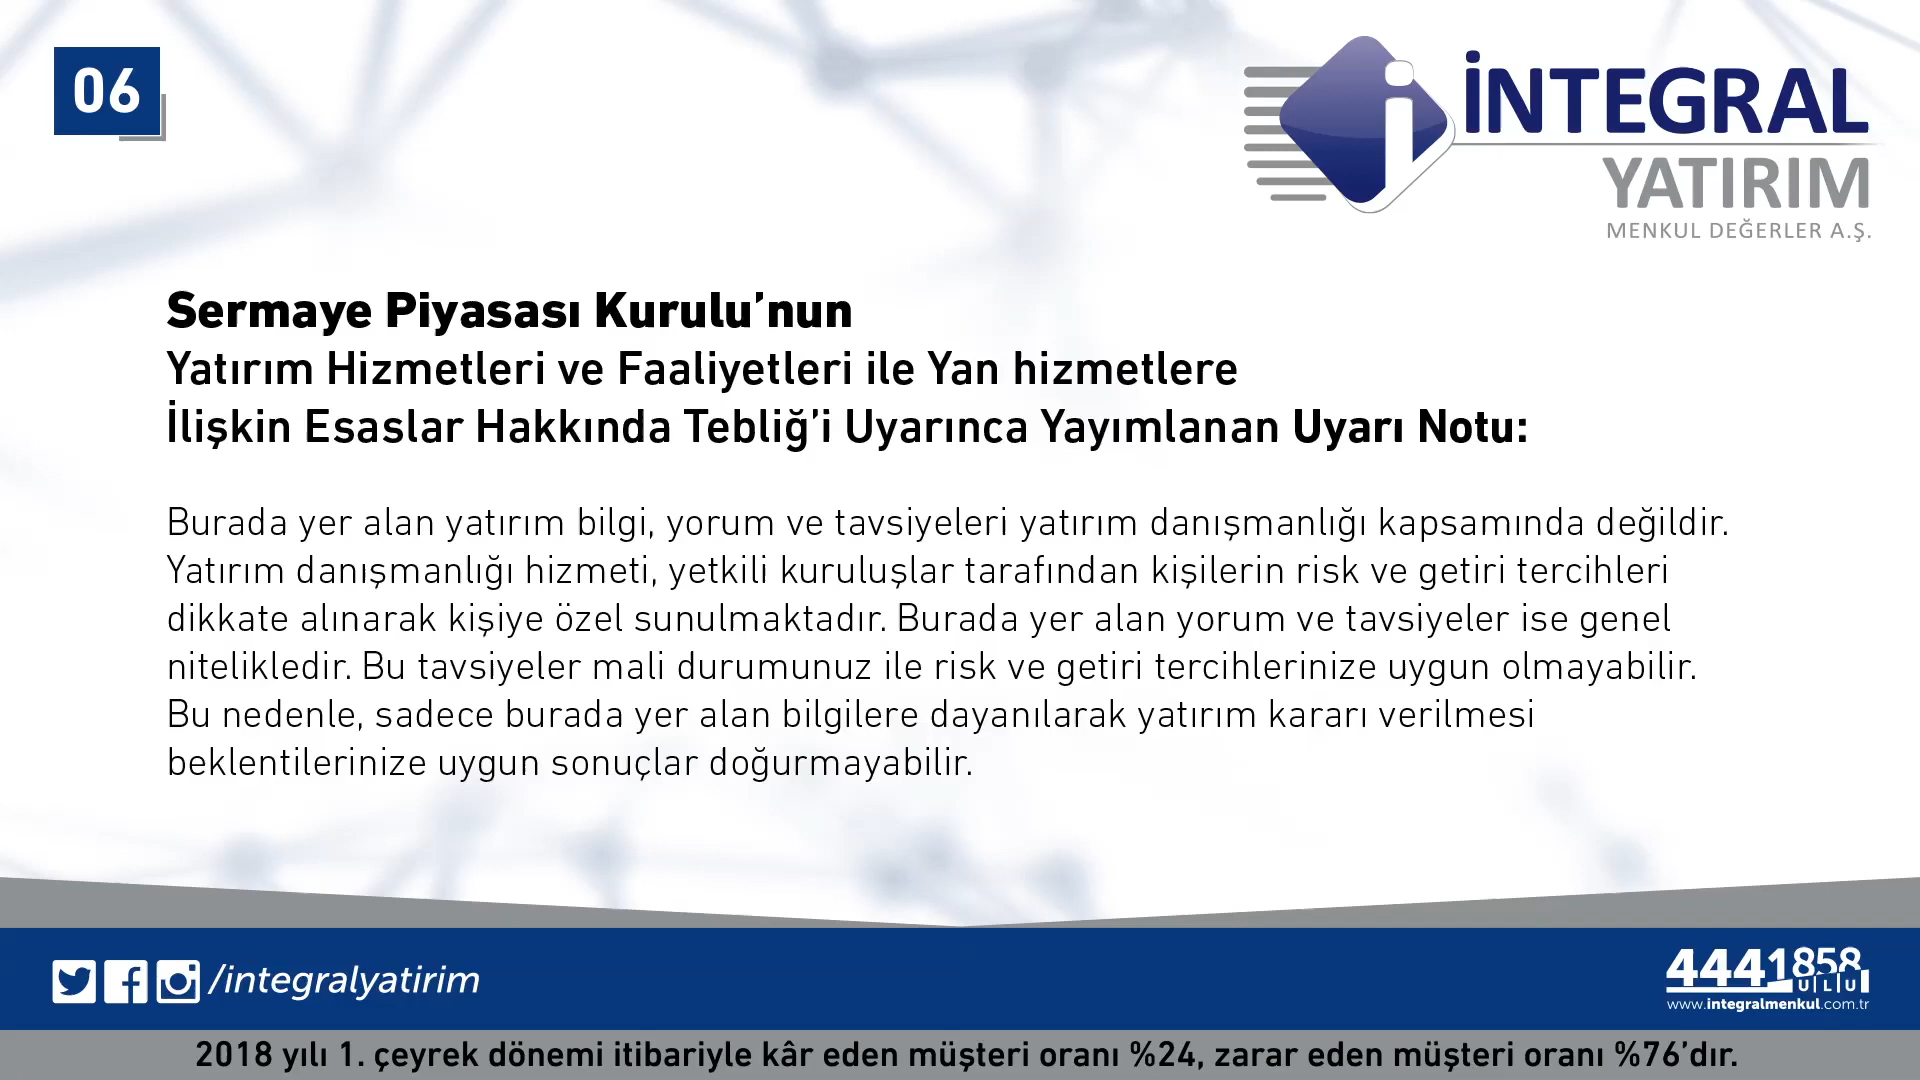 06
İNTEGRAL
YATIRIM
MENKUL DEĞERLER A.Ş.
Sermaye Piyasası Kurulu’nun
Yatırım Hizmetleri ve Faaliyetleri ile Yan hizmetlere
İlişkin Esaslar Hakkında Tebliğ’i Uyarınca Yayımlanan Uyarı Notu:
Burada yer alan yatırım bilgi, yorum ve tavsiyeleri yatırım danışmanlığı kapsamında değildir.
Yatırım danışmanlığı hizmeti, yetkili kuruluşlar tarafından kişilerin risk ve getiri tercihleri
dikkate alınarak kişiye özel sunulmaktadır. Burada yer alan yorum ve tavsiyeler ise genel
nitelikledir. Bu tavsiyeler mali durumunuz ile risk ve getiri tercihlerinize uygun olmayabilir.
Bu nedenle, sadece burada yer alan bilgilere dayanılarak yatırım kararı verilmesi
beklentilerinize uygun sonuçlar doğurmayabilir.
/integralyatirim
4441858
U L U
www.integralmenkul.com.tr
2018 yılı 1. çeyrek dönemi itibariyle kâr eden müşteri oranı %24, zarar eden müşteri oranı %76’dır.